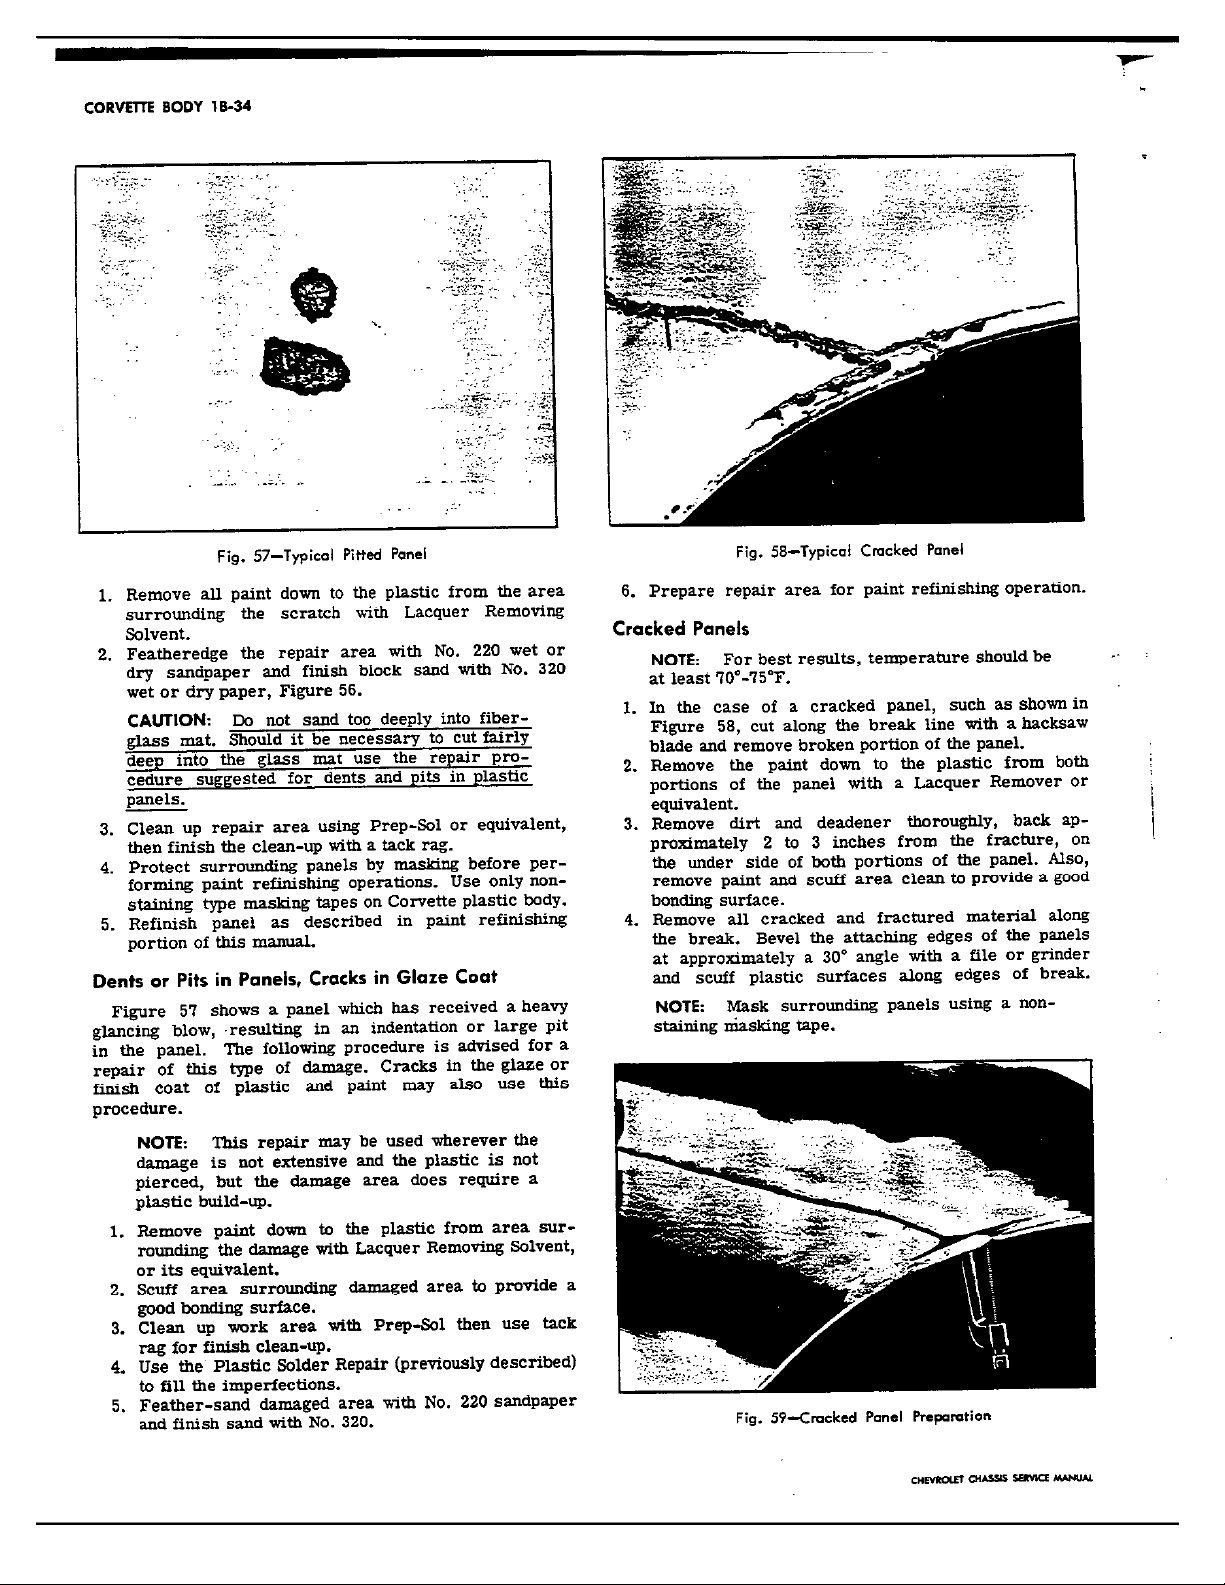 CORVETTE BODY 1B-34
Fig. 57—Typical Pitted Panel
1. Remove all paint down to the plastic from the area
surrounding the scratch with Lacquer Removing
Solvent.
2. Featheredge the repair area with No. 220 wet or
dry sandpaper and finish block sand with No. 320
wet or dry paper, Figure 56.
CAUTION: Do not sand too deeply into fiber-
glass mat. Should it be necessary to cut fairly
deep into the glass mat use the repair pro-
cedure suggested for dents and pits in plastic
panels.
3. Clean up repair area using Prep-Sol or equivalent,
then finish the clean-up with a tack rag.
4. Protect surrounding panels by masking before per-
forming paint refinishing operations. Use only non-
staining type masking tapes on Corvette plastic body.
5. Refinish panel as described in paint refinishing
portion of this manual.
Dents or Pits in Panels, Cracks in Glaze Coat
Figure 57 shows a panel which has received a heavy
glancing blow, resulting in an indentation or large pit
in the panel. The following procedure is advised for a
repair of this type of damage. Cracks in the glaze or
finish coat of plastic and paint may also use this
procedure.
NOTE: This repair may be used wherever the
damage is not extensive and the plastic is not
pierced, but the damage area does require a
plastic build-up.
1. Remove paint down to the plastic from area sur-
rounding the damage with Lacquer Removing Solvent,
or its equivalent.
2. Scuff area surrounding damaged area to provide a
good bonding surface.
3. Clean up work area with Prep-Sol then use tack
rag for finish clean-up.
4. Use the Plastic Solder Repair (previously described)
to fill the imperfections.
5. Feather-sand damaged area with No. 220 sandpaper
and finish sand with No. 320.
Fig. 58—Typical Cracked Panel
6. Prepare repair area for paint refinishing operation.
Cracked Panels
NOTE: For best results, temperature should be
at least 70°-75°F.
1. In the case of a cracked panel, such as shown in
Figure 58, cut along the break line with a hacksaw
blade and remove broken portion of the panel.
2. Remove the paint down to the plastic from both
portions of the panel with a Lacquer Remover or
equivalent.
3. Remove dirt and deadener thoroughly, back ap-
proximately 2 to 3 inches from the fracture, on
the under side of both portions of the panel. Also,
remove paint and scuff area clean to provide a good
bonding surface.
4. Remove all cracked and fractured material along
the break. Bevel the attaching edges of the panels
at approximately a 30° angle with a file or grinder
and scuff plastic surfaces along edges of break.
NOTE: Mask surrounding panels using a non-
staining masking tape.
Fig. 59—Cracked Panel Preparation
CHEVROLET CHASSIS SERVICE MANUAL